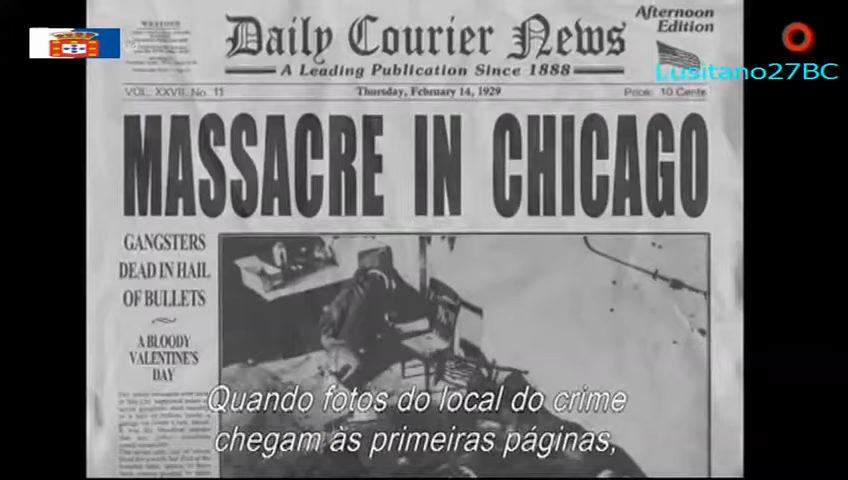 WEATHER
Daily Courier News
Afternoon
Edition
A Leading Publication Since 1888
Lusitano27BC
VOL. XXVII, No. 11
Thursday, February 14, 1929
Price: 10 Cents
MASSACRE IN CHICAGO
GANGSTERS
DEAD IN HAIL
OF BULLETS
A BLOODY
VALENTINE'S
DAY
Quando fotos do local do crime
chegam às primeiras páginas,